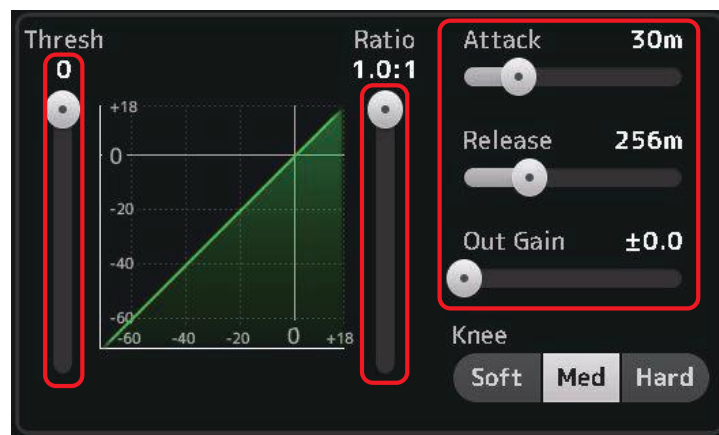 Thresh
0
Ratio
1.0:1
+18
0
-20
-40
-60
-60 -40 -20 0 +18
Attack 30m
Release 256m
Out Gain ±0.0
Knee
Soft Med Hard